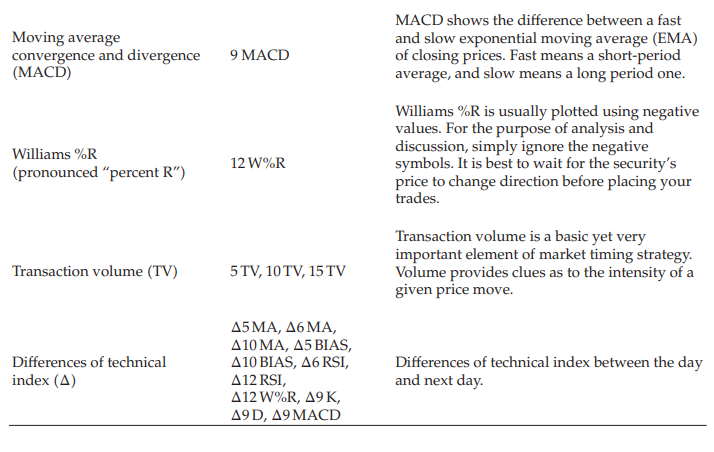 Moving average
convergence and divergence
(MACD)
9 MACD
MACD shows the difference between a fast
and slow exponential moving average (EMA)
of closing prices. Fast means a short-period
average, and slow means a long period one.
Williams %R
(pronounced “percent R”)
12 W%R
Williams %R is usually plotted using negative
values. For the purpose of analysis and
discussion, simply ignore the negative
symbols. It is best to wait for the security’s
price to change direction before placing your
trades.
Transaction volume (TV)
5 TV, 10 TV, 15 TV
Transaction volume is a basic yet very
important element of market timing strategy.
Volume provides clues as to the intensity of a
given price move.
Differences of technical
index (Δ)
Δ5 MA, Δ6 MA,
Δ10 MA, Δ5 BIAS,
Δ10 BIAS, Δ6 RSI,
Δ12 RSI,
Δ12 W%R, Δ9 K,
Δ9 D, Δ9 MACD
Differences of technical index between the day
and next day.